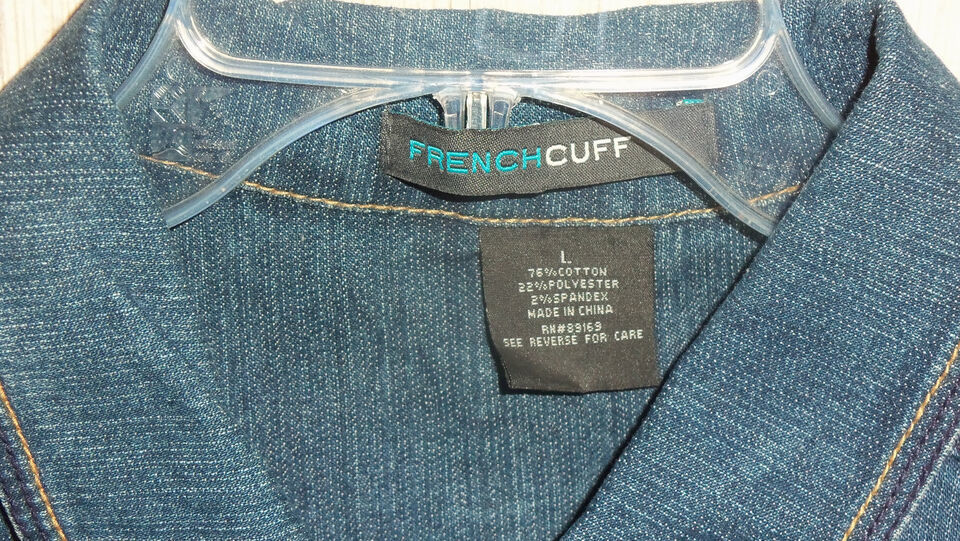 FRENCHCUFF
L
76%COTTON
22%POLYESTER
2%SPANDEX
MADE IN CHINA
RN#89169
SEE REVERSE FOR CARE